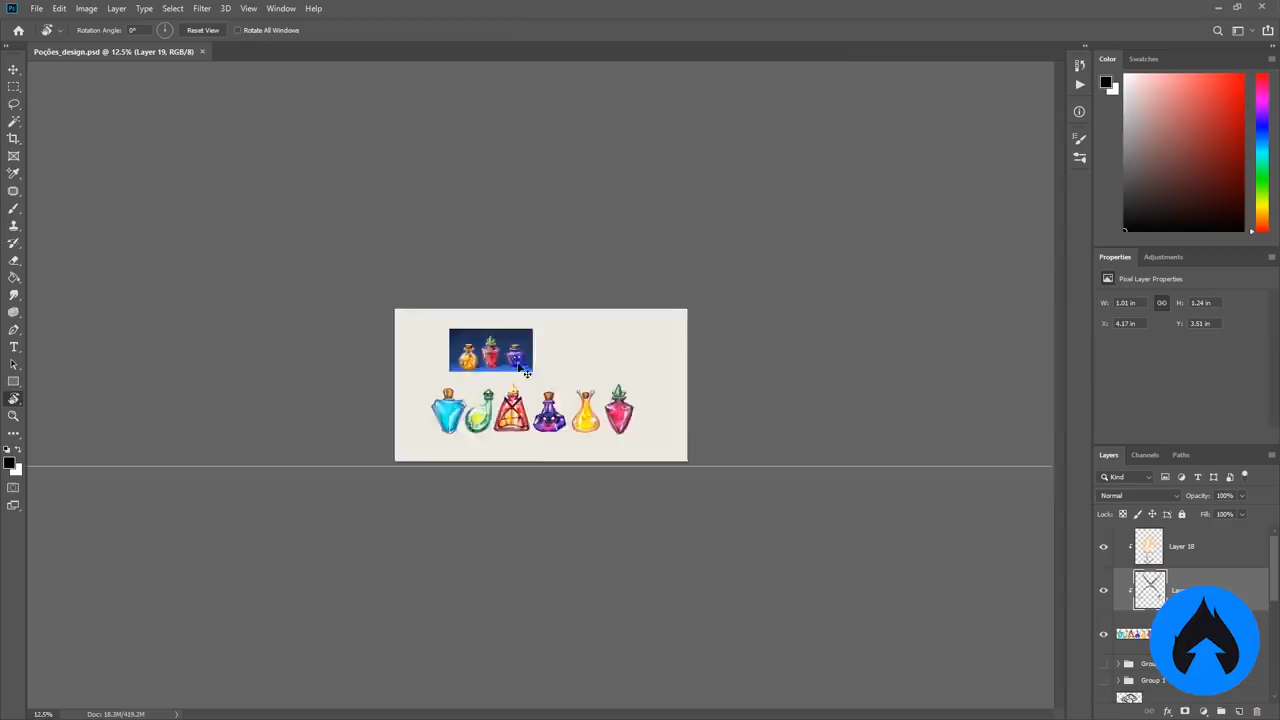 Ps File Edit Image Layer Type Select Filter 3D View Window Help
Rotation Angle: 0° Reset View Rotate All Windows
Poções_design.psd @ 12.5% (Layer 19, RGB/8) ×
Color Swatches
Properties Adjustments
Pixel Layer Properties
W: 1.01 in H: 1.24 in
X: 4.17 in Y: 3.51 in
Layers Channels Paths
Kind
Normal Opacity: 100%
Lock: Fill: 100%
Layer 18
12.5% Doc: 18.3M/419.2M